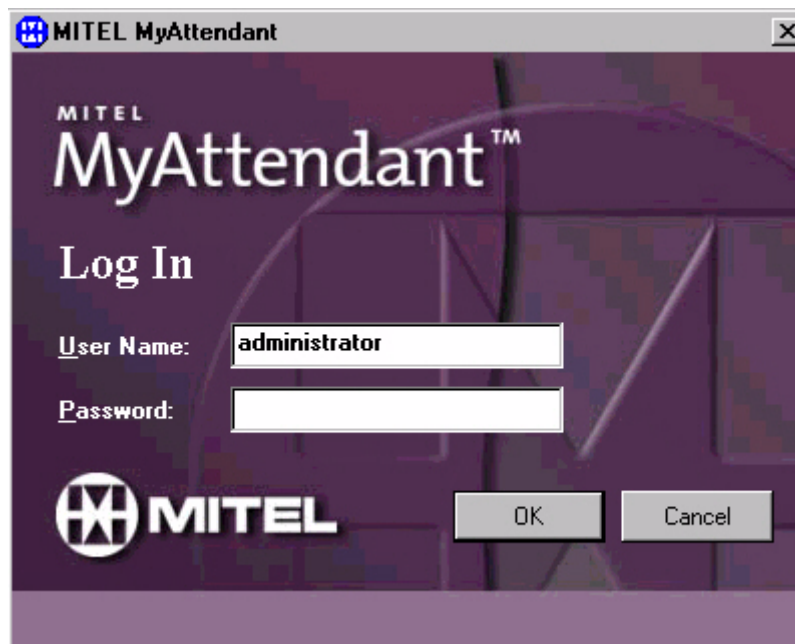 MITEL MyAttendant
MITEL
MyAttendant™
Log In
User Name: administrator
Password:
MITEL OK Cancel